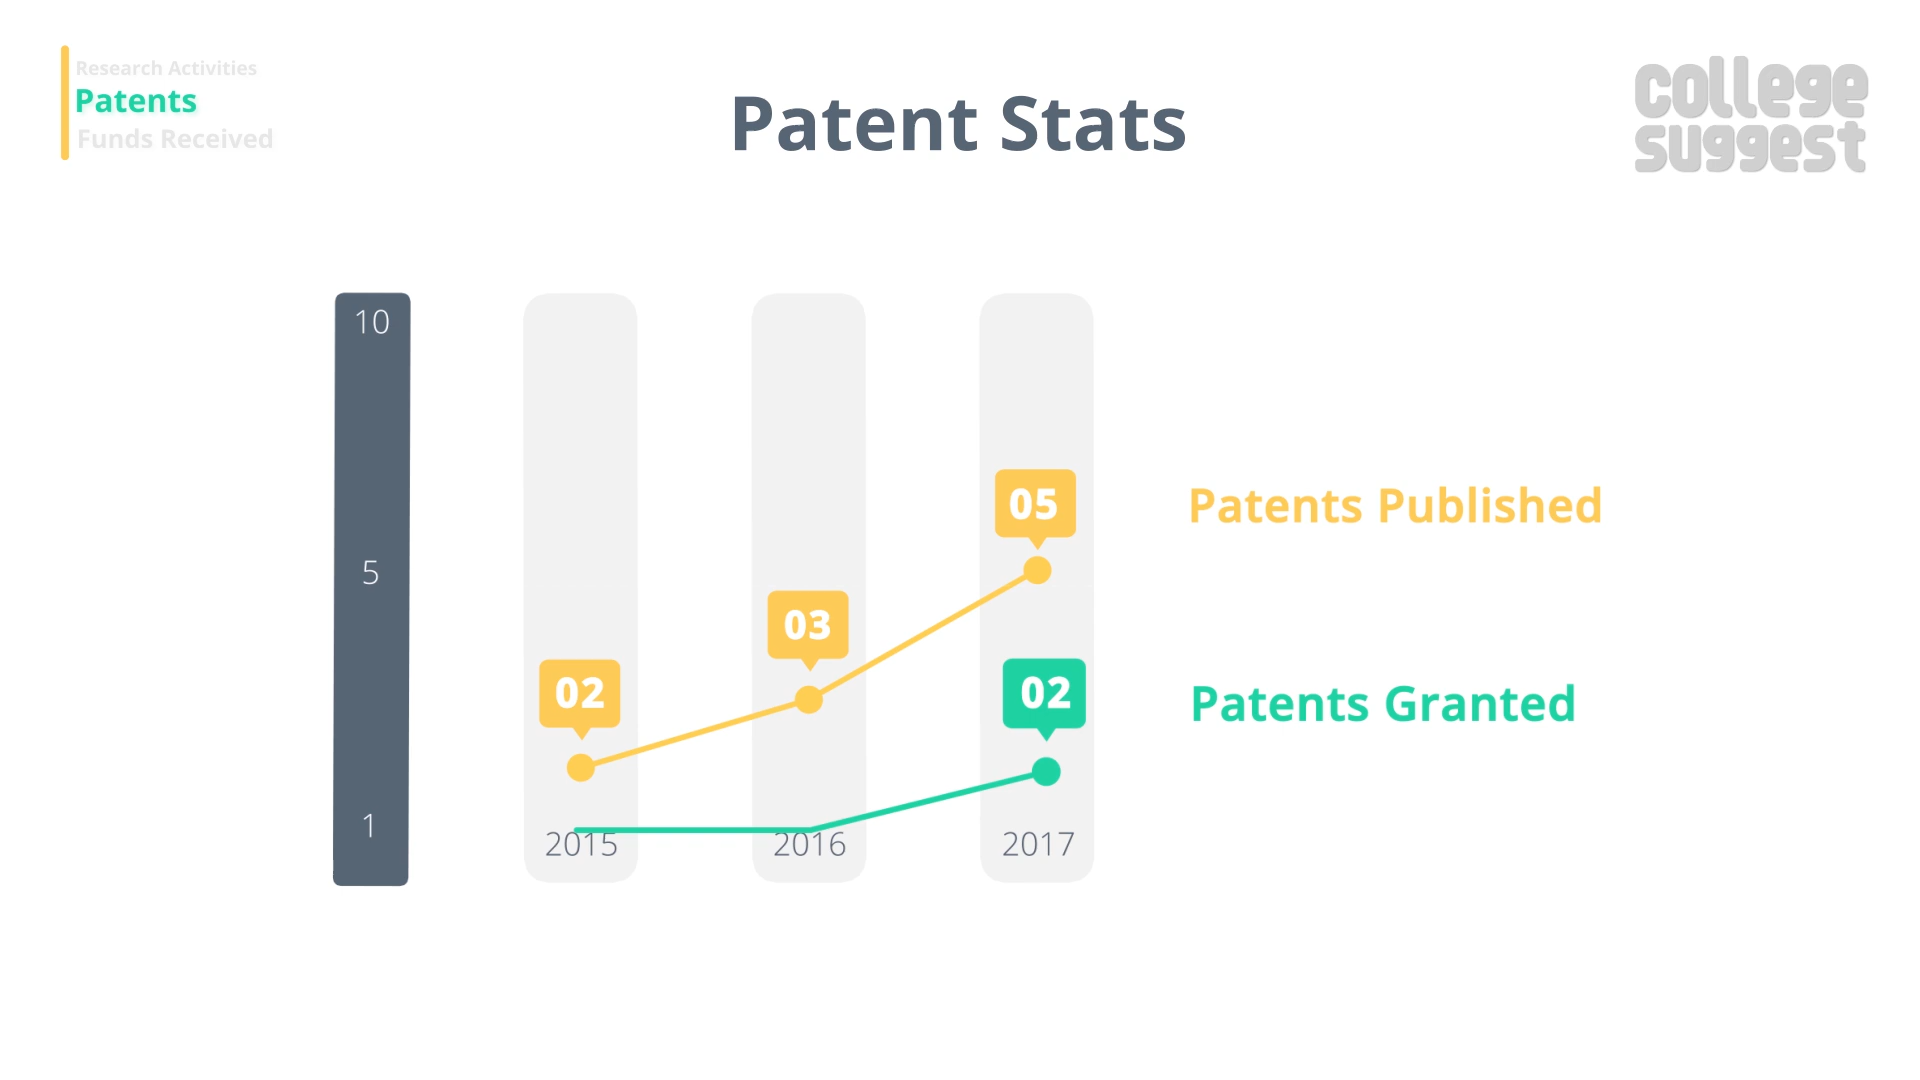 Research Activities
Patents
Funds Received
Patent Stats
college
suggest
10
5
1
05
03
02
02
2015
2016
2017
Patents Published
Patents Granted